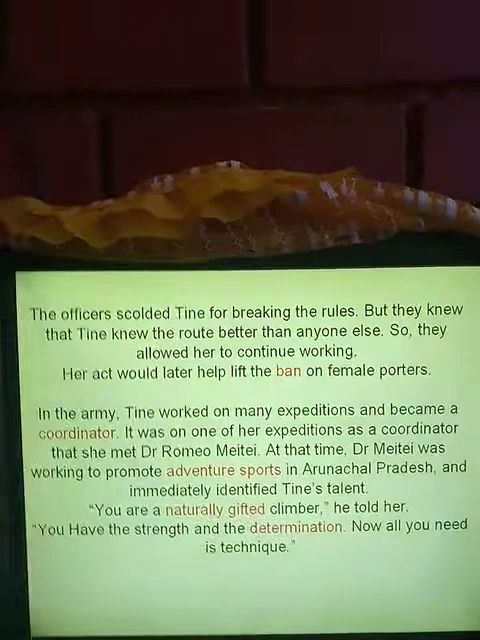 The officers scolded Tine for breaking the rules. But they knew
that Tine knew the route better than anyone else. So, they
allowed her to continue working.
Her act would later help lift the ban on female porters.
In the army, Tine worked on many expeditions and became a
coordinator. It was on one of her expeditions as a coordinator
that she met Dr Romeo Meitei. At that time, Dr Meitei was
working to promote adventure sports in Arunachal Pradesh, and
immediately identified Tine's talent.
"You are a naturally gifted climber," he told her.
"You Have the strength and the determination. Now all you need
is technique."